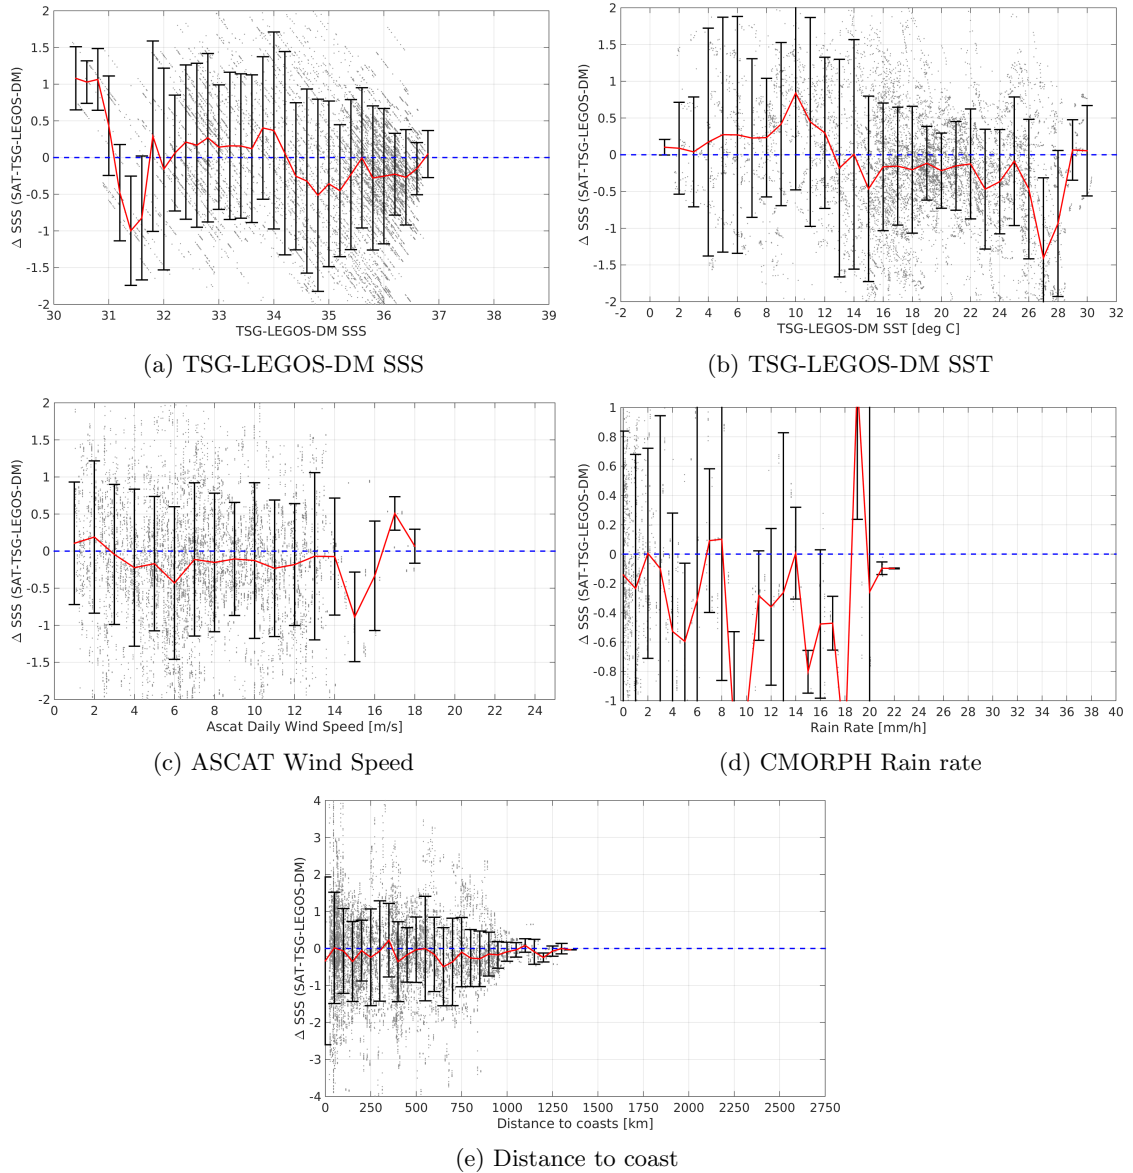 2
1.5
1
0.5
0
-0.5
-1
-1.5
-2
Δ SSS (SAT-TSG-LEGOS-DM)
30 31 32 33 34 35 36 37 38 39
TSG-LEGOS-DM SSS
(a) TSG-LEGOS-DM SSS
2
1.5
1
0.5
0
-0.5
-1
-1.5
-2
Δ SSS (SAT-TSG-LEGOS-DM)
-2 0 2 4 6 8 10 12 14 16 18 20 22 24 26 28 30 32
TSG-LEGOS-DM SST [deg C]
(b) TSG-LEGOS-DM SST
2
1.5
1
0.5
0
-0.5
-1
-1.5
-2
Δ SSS (SAT-TSG-LEGOS-DM)
0 2 4 6 8 10 12 14 16 18 20 22 24
Ascat Daily Wind Speed [m/s]
(c) ASCAT Wind Speed
1
0.8
0.6
0.4
0.2
0
-0.2
-0.4
-0.6
-0.8
-1
Δ SSS (SAT-TSG-LEGOS-DM)
0 2 4 6 8 10 12 14 16 18 20 22 24 26 28 30 32 34 36 38 40
Rain Rate [mm/h]
(d) CMORPH Rain rate
4
3
2
1
0
-1
-2
-3
-4
Δ SSS (SAT-TSG-LEGOS-DM)
0 250 500 750 1000 1250 1500 1750 2000 2250 2500 2750
Distance to coasts [km]
(e) Distance to coast